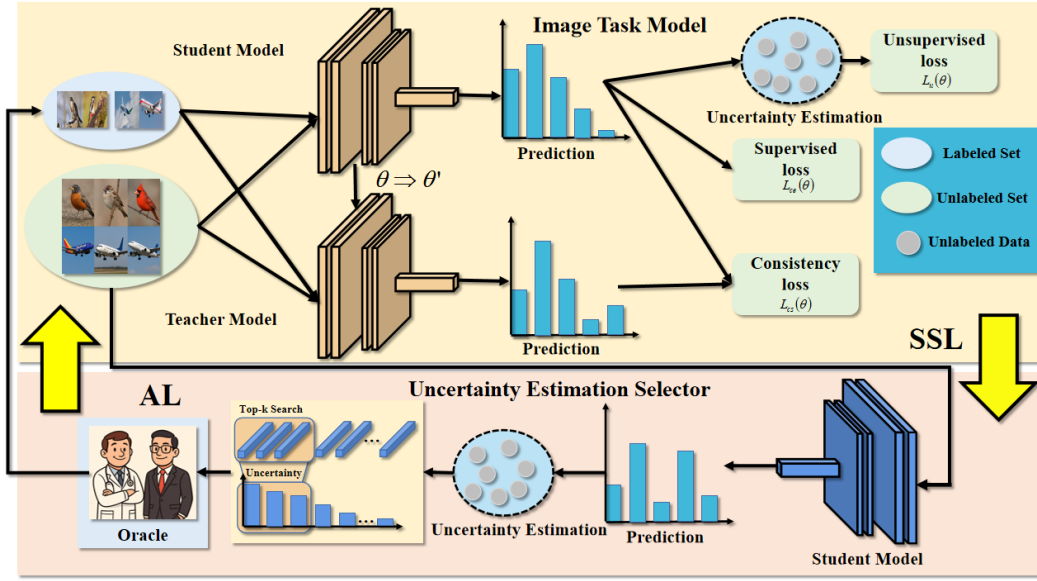 Student Model
Image Task Model
Unsupervised
loss
L_u(θ)
Uncertainty Estimation
Prediction
Supervised
loss
L_ce(θ)
θ ⇒ θ'
Labeled Set
Unlabeled Set
Unlabeled Data
Consistency
loss
L_cs(θ)
Teacher Model
Prediction
SSL
AL
Uncertainty Estimation Selector
Top-k Search
...
Uncertainty
...
Oracle
Uncertainty Estimation
Prediction
Student Model